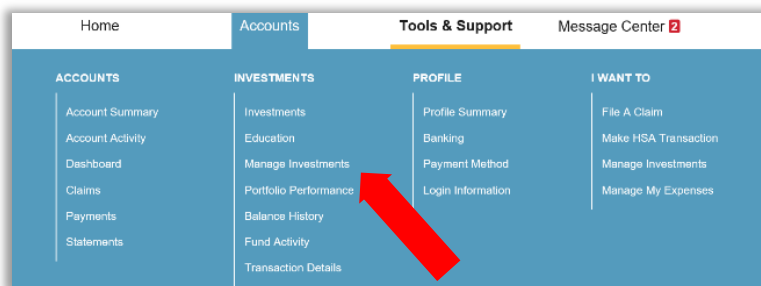 Home Accounts Tools & Support Message Center 2
ACCOUNTS
Account Summary
Account Activity
Dashboard
Claims
Payments
Statements
INVESTMENTS
Investments
Education
Manage Investments
Portfolio Performance
Balance History
Fund Activity
Transaction Details
PROFILE
Profile Summary
Banking
Payment Method
Login Information
I WANT TO
File A Claim
Make HSA Transaction
Manage Investments
Manage My Expenses